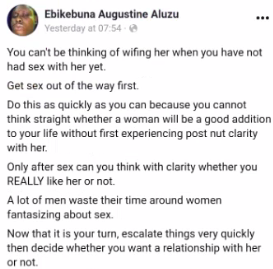 Ebikebuna Augustine Aluzu
Yesterday at 07:54 ·
You can't be thinking of wifing her when you have not
had sex with her yet.
Get sex out of the way first.
Do this as quickly as you can because you cannot
think straight whether a woman will be a good addition
to your life without first experiencing post nut clarity
with her.
Only after sex can you think with clarity whether you
REALLY like her or not.
A lot of men waste their time around women
fantasizing about sex.
Now that it is your turn, escalate things very quickly
then decide whether you want a relationship with her
or not.